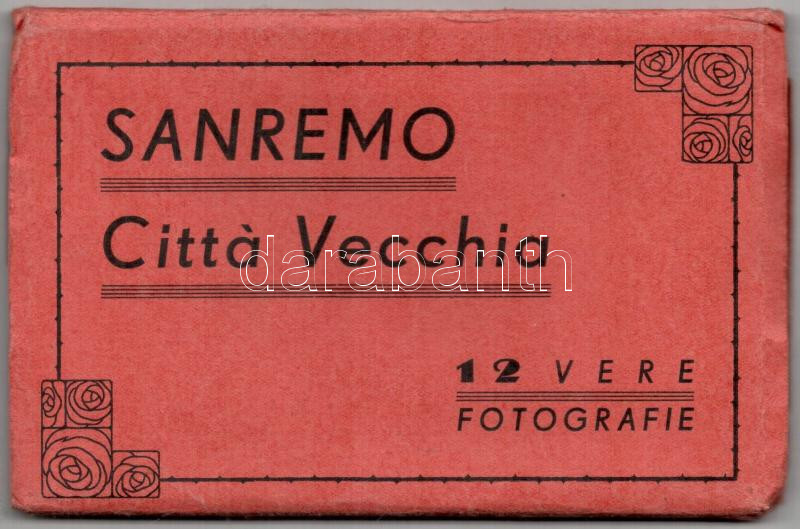 SANREMO
Città Vecchia
darabanth
12 VERE
FOTOGRAFIE